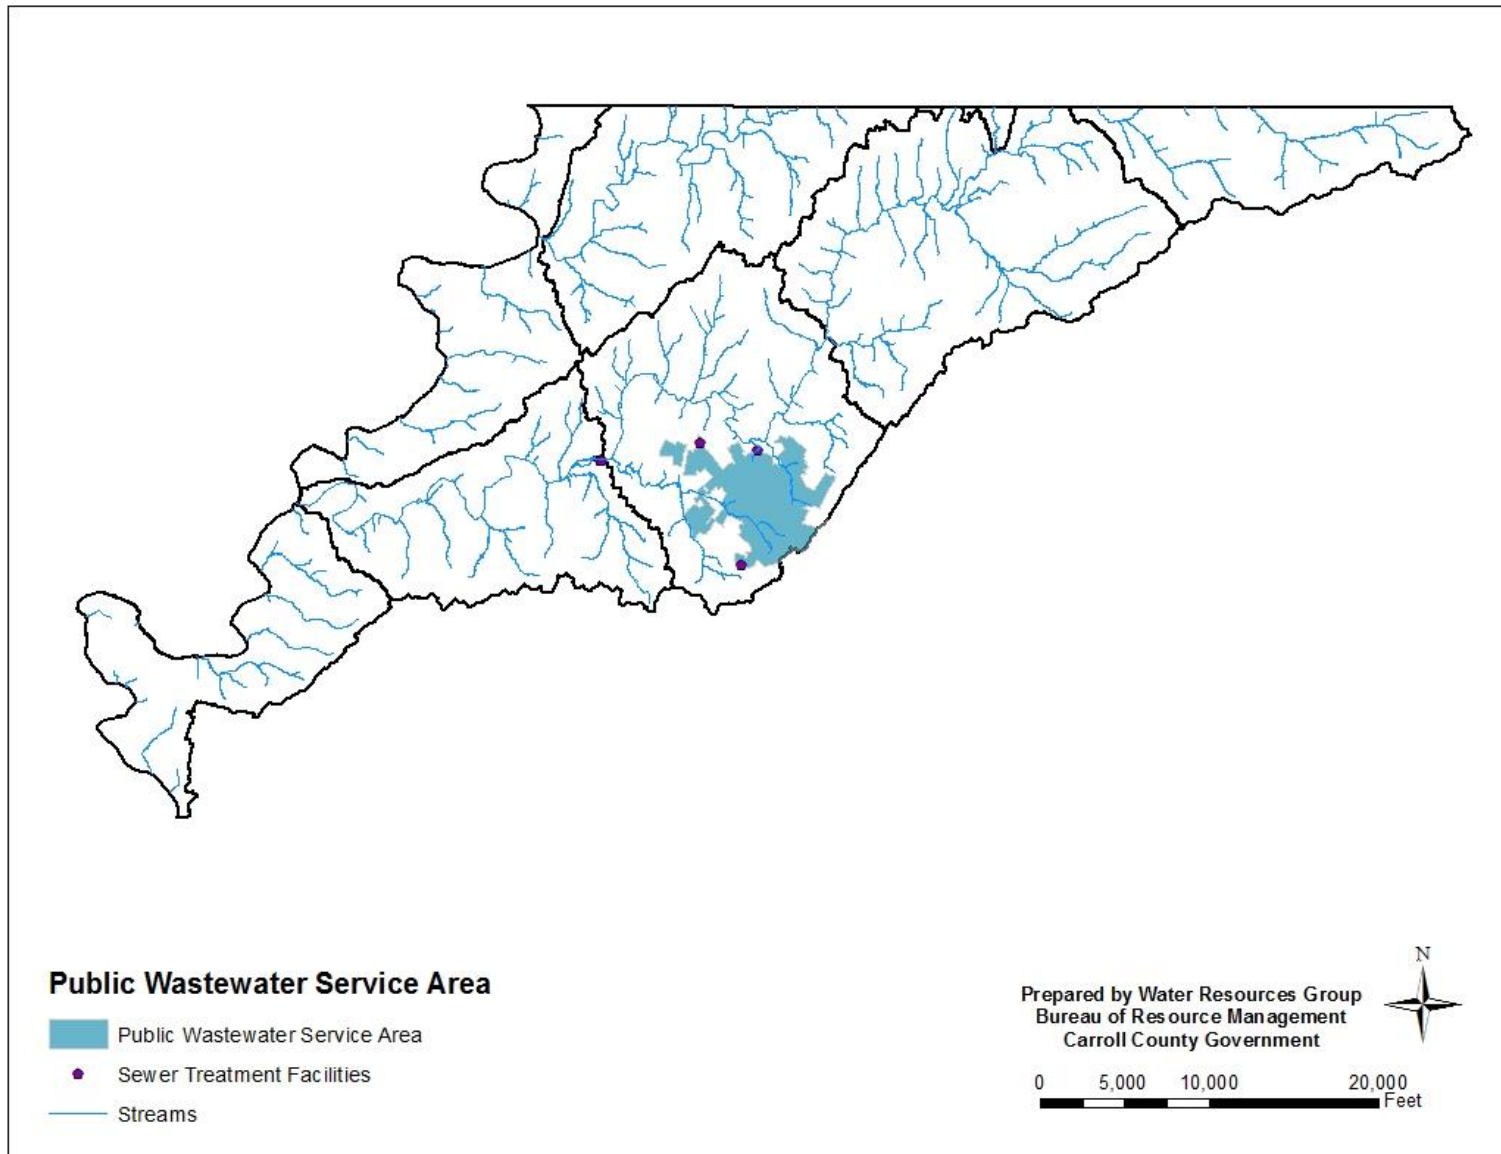 Public Wastewater Service Area
Public Wastewater Service Area
Sewer Treatment Facilities
Streams
N
Prepared by Water Resources Group
Bureau of Resource Management
Carroll County Government
0 5,000 10,000 20,000
Feet